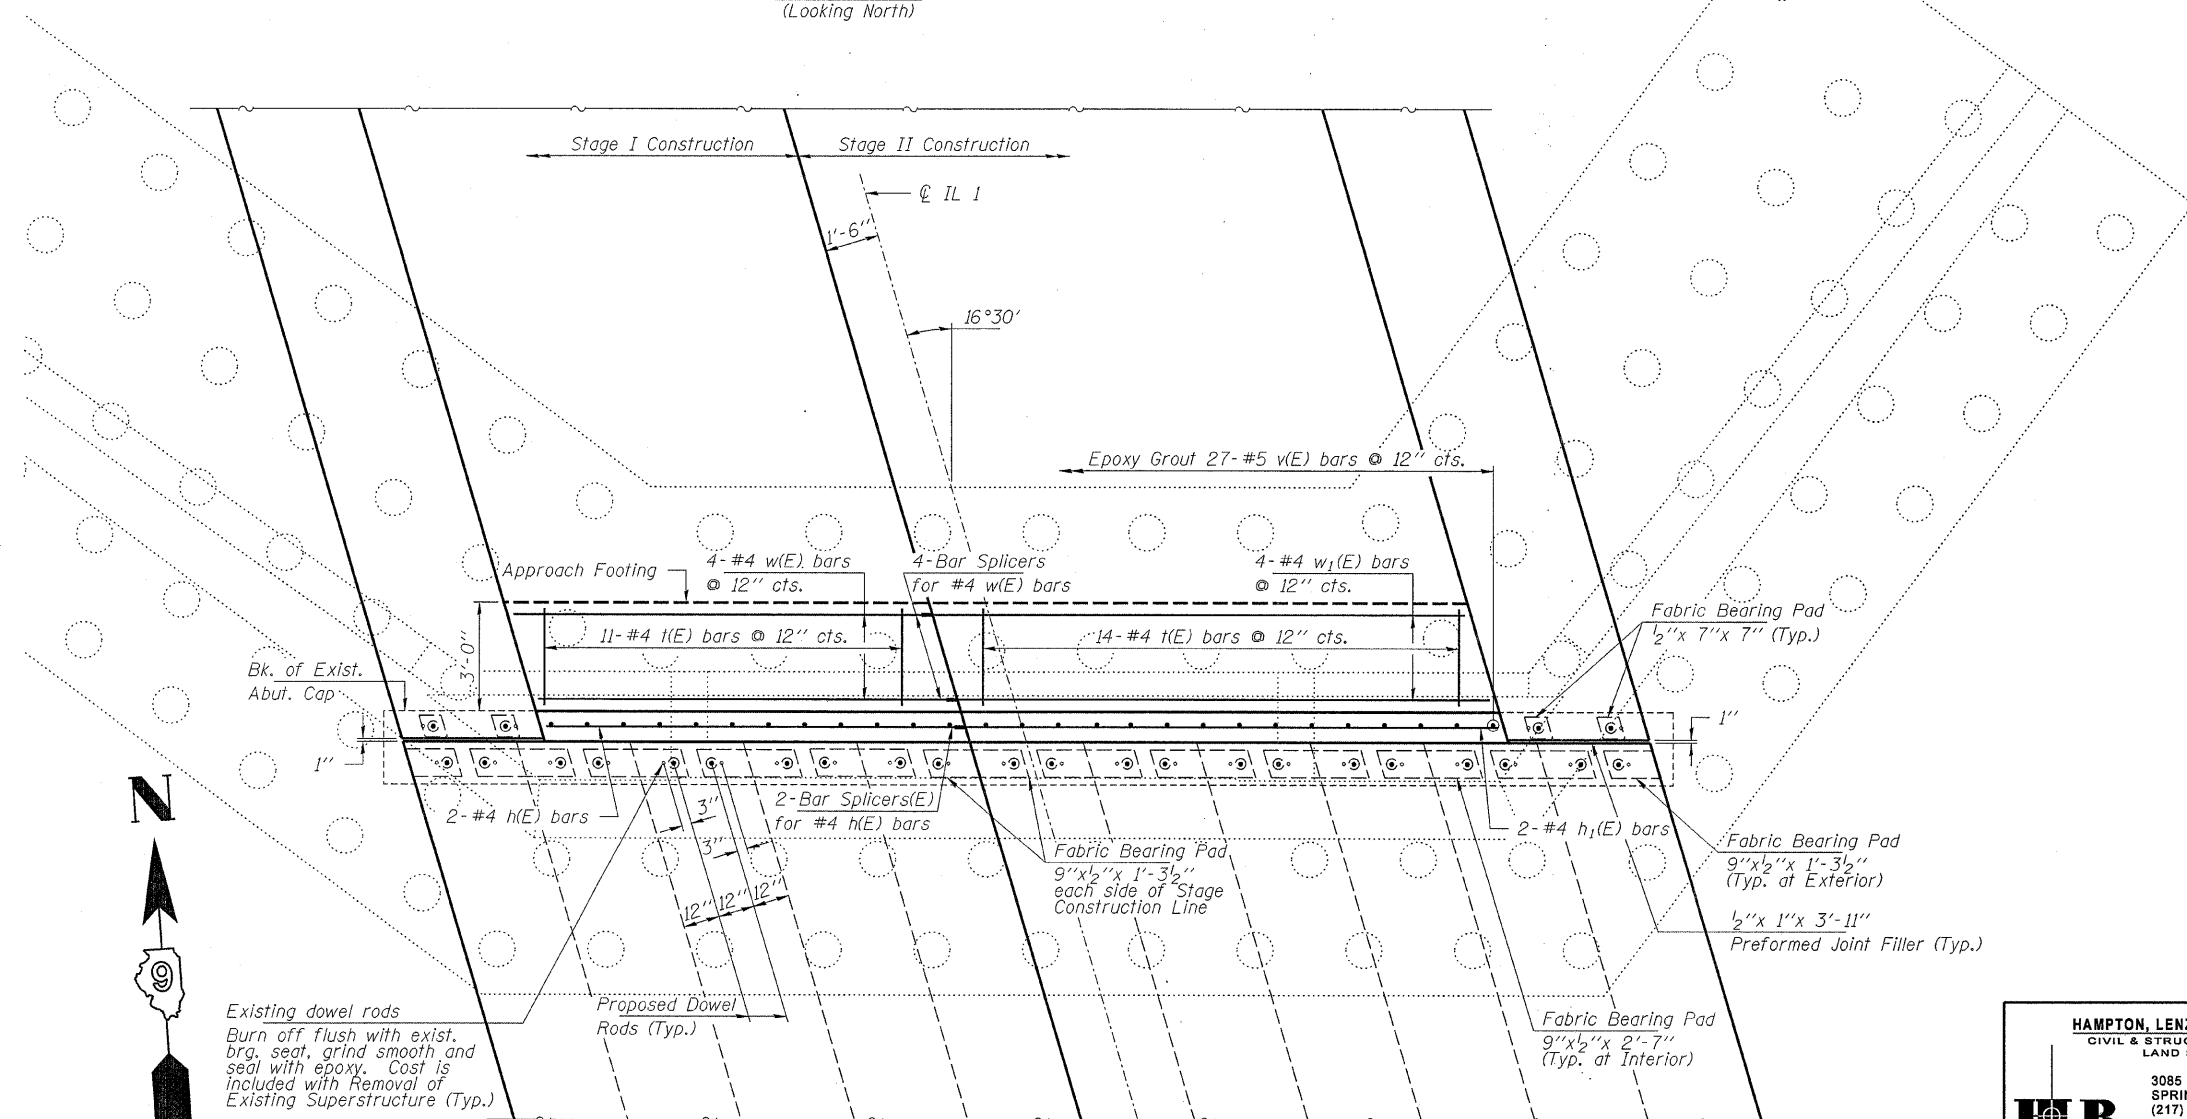 (Looking North)
Stage I Construction
Stage II Construction
℄ IL 1
1'-6"
16°30'
Epoxy Grout 27-#5 v(E) bars @ 12" cts.
Approach Footing
4-#4 w(E) bars
@ 12" cts.
4-Bar Splicers
for #4 w(E) bars
4-#4 w₁(E) bars
@ 12" cts.
Fabric Bearing Pad
½"x 7"x 7" (Typ.)
11-#4 t(E) bars @ 12" cts.
14-#4 t(E) bars @ 12" cts.
3'-0"
Bk. of Exist.
Abut. Cap
1"
1"
N
2-#4 h(E) bars
3"
3"
2-Bar Splicers(E)
for #4 h(E) bars
2-#4 h₁(E) bars
Fabric Bearing Pad
9"x½"x 1'-3½"
each side of Stage
Construction Line
Fabric Bearing Pad
9"x½"x 1'-3½"
(Typ. at Exterior)
12"
12"
12"
½"x 1"x 3'-11"
Preformed Joint Filler (Typ.)
9
Existing dowel rods
Burn off flush with exist.
brg. seat, grind smooth and
seal with epoxy. Cost is
included with Removal of
Existing Superstructure (Typ.)
Proposed Dowel
Rods (Typ.)
Fabric Bearing Pad
9"x½"x 2'-7"
(Typ. at Interior)
HAMPTON,
CIVIL &
LAND
3085
(217)